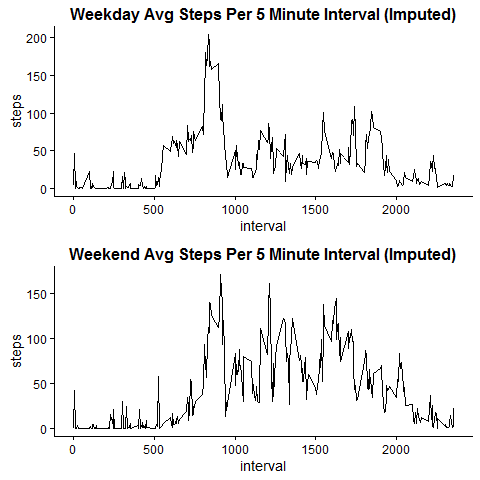 Weekday Avg Steps Per 5 Minute Interval (Imputed)
200
150
100
50
0
steps
0 500 1000 1500 2000
interval
Weekend Avg Steps Per 5 Minute Interval (Imputed)
150
100
50
0
steps
0 500 1000 1500 2000
interval